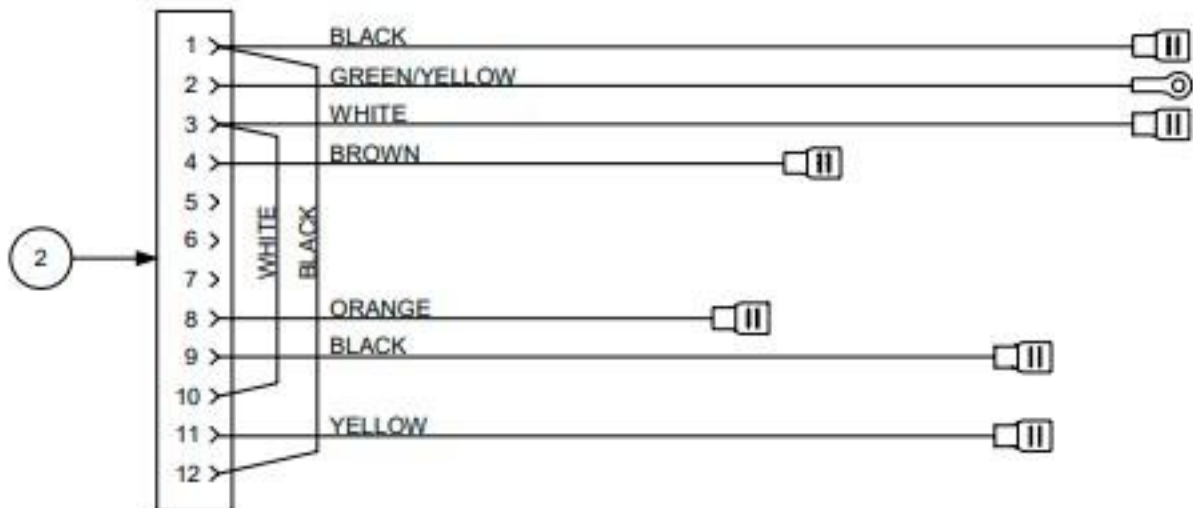 1 BLACK
2 GREEN/YELLOW
3 WHITE
4 BROWN
5
6
7
8 ORANGE
9 BLACK
10
11 YELLOW
12
WHITE
BLACK
2